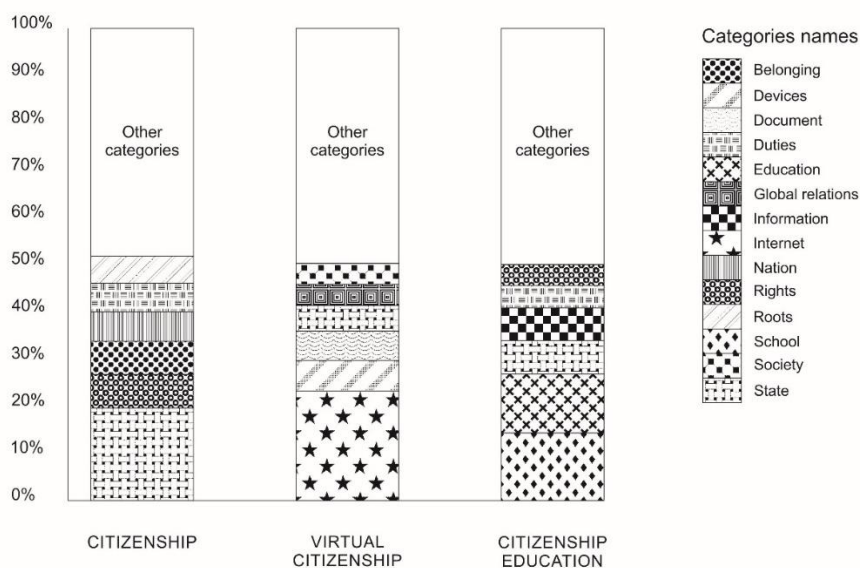 100%
90%
80%
70%
60%
50%
40%
30%
20%
10%
0%
Other
categories
Other
categories
Other
categories
CITIZENSHIP
VIRTUAL
CITIZENSHIP
CITIZENSHIP
EDUCATION
Categories names
Belonging
Devices
Document
Duties
Education
Global relations
Information
Internet
Nation
Rights
Roots
School
Society
State